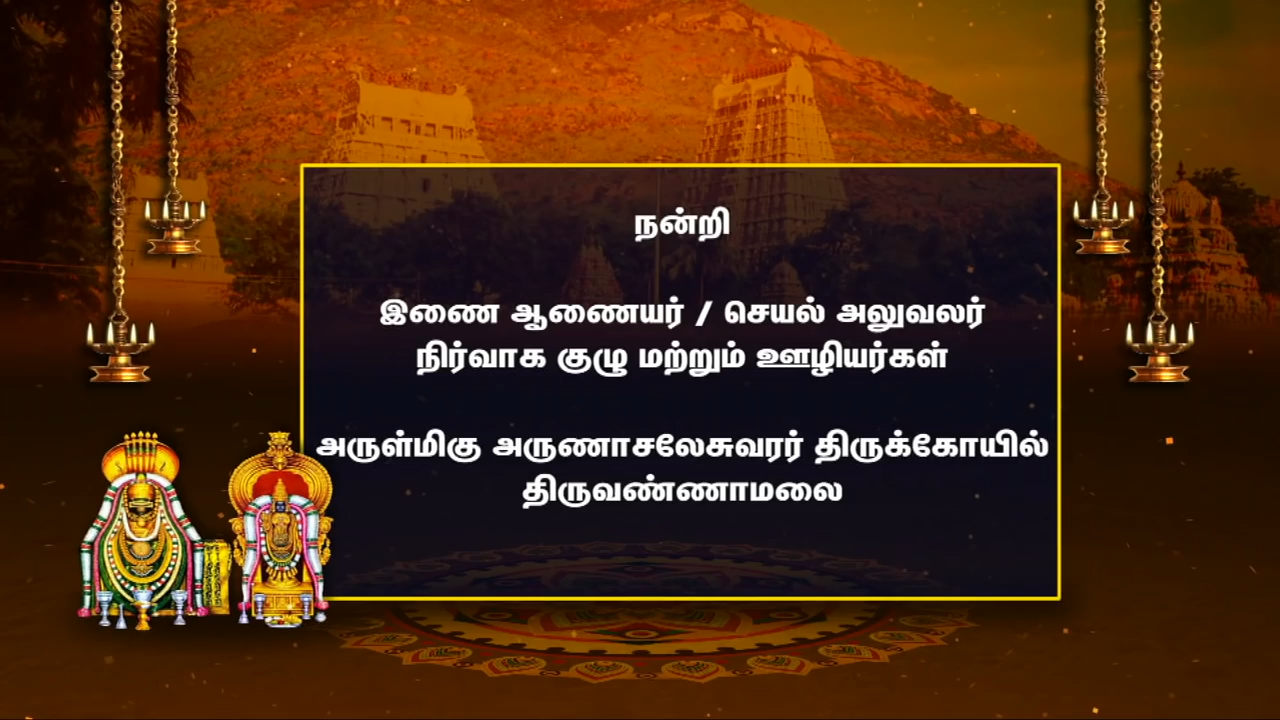 நன்றி
இணை ஆணையர் / செயல் அலுவலர்
நிர்வாக குழு மற்றும் ஊழியர்கள்
அருள்மிகு அருணாசலேசுவரர் திருக்கோயில்
திருவண்ணாமலை